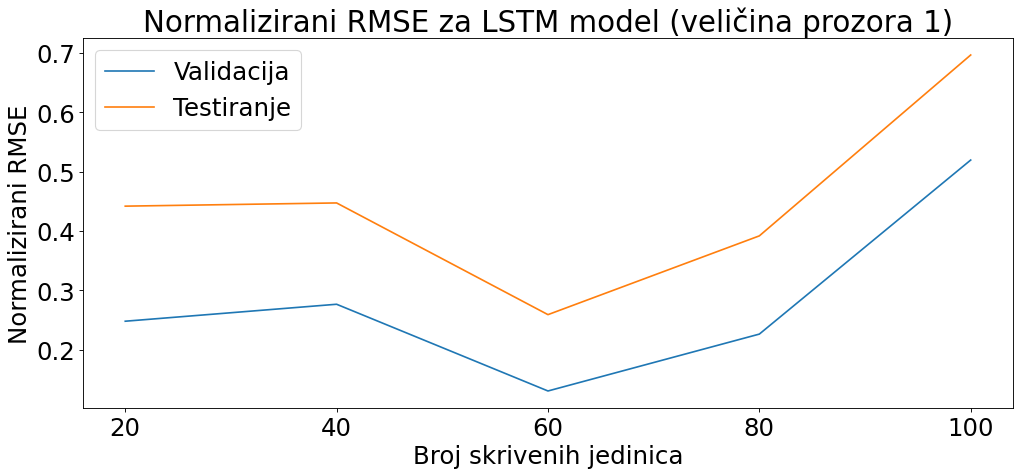 Normalizirani RMSE za LSTM model (veličina prozora 1)
Validacija
Testiranje
Normalizirani RMSE
0.7
0.6
0.5
0.4
0.3
0.2
20 40 60 80 100
Broj skrivenih jedinica